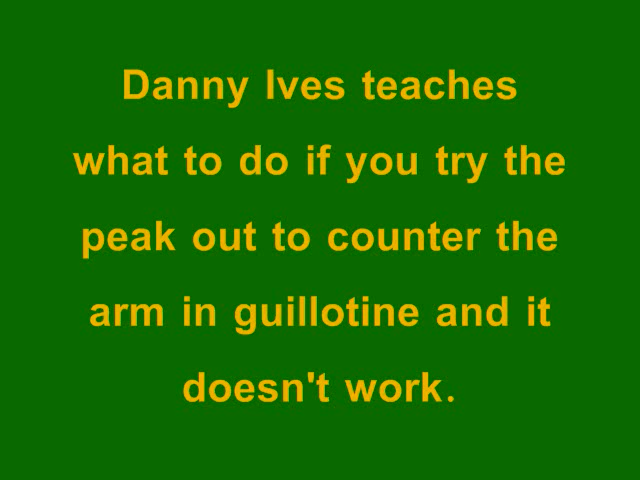 Danny Ives teaches
what to do if you try the
peak out to counter the
arm in guillotine and it
doesn't work.